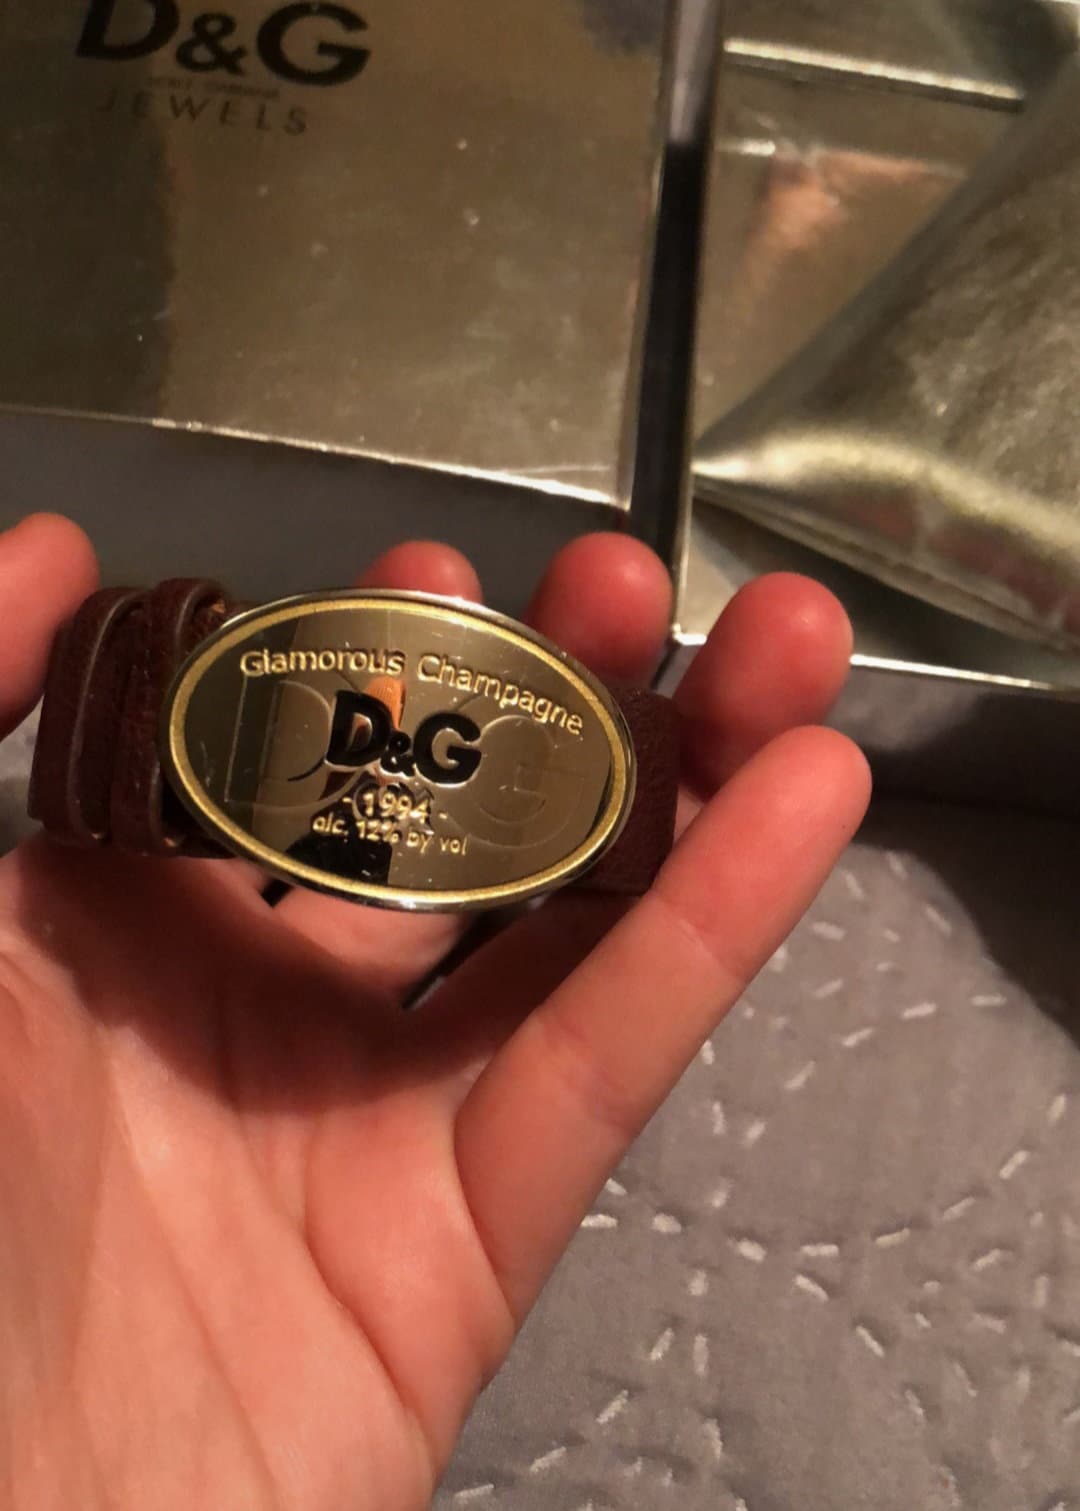 D&G
JEWELS
Glamorous Champagne
D&G
- 1994 -
alc. 12% by vol